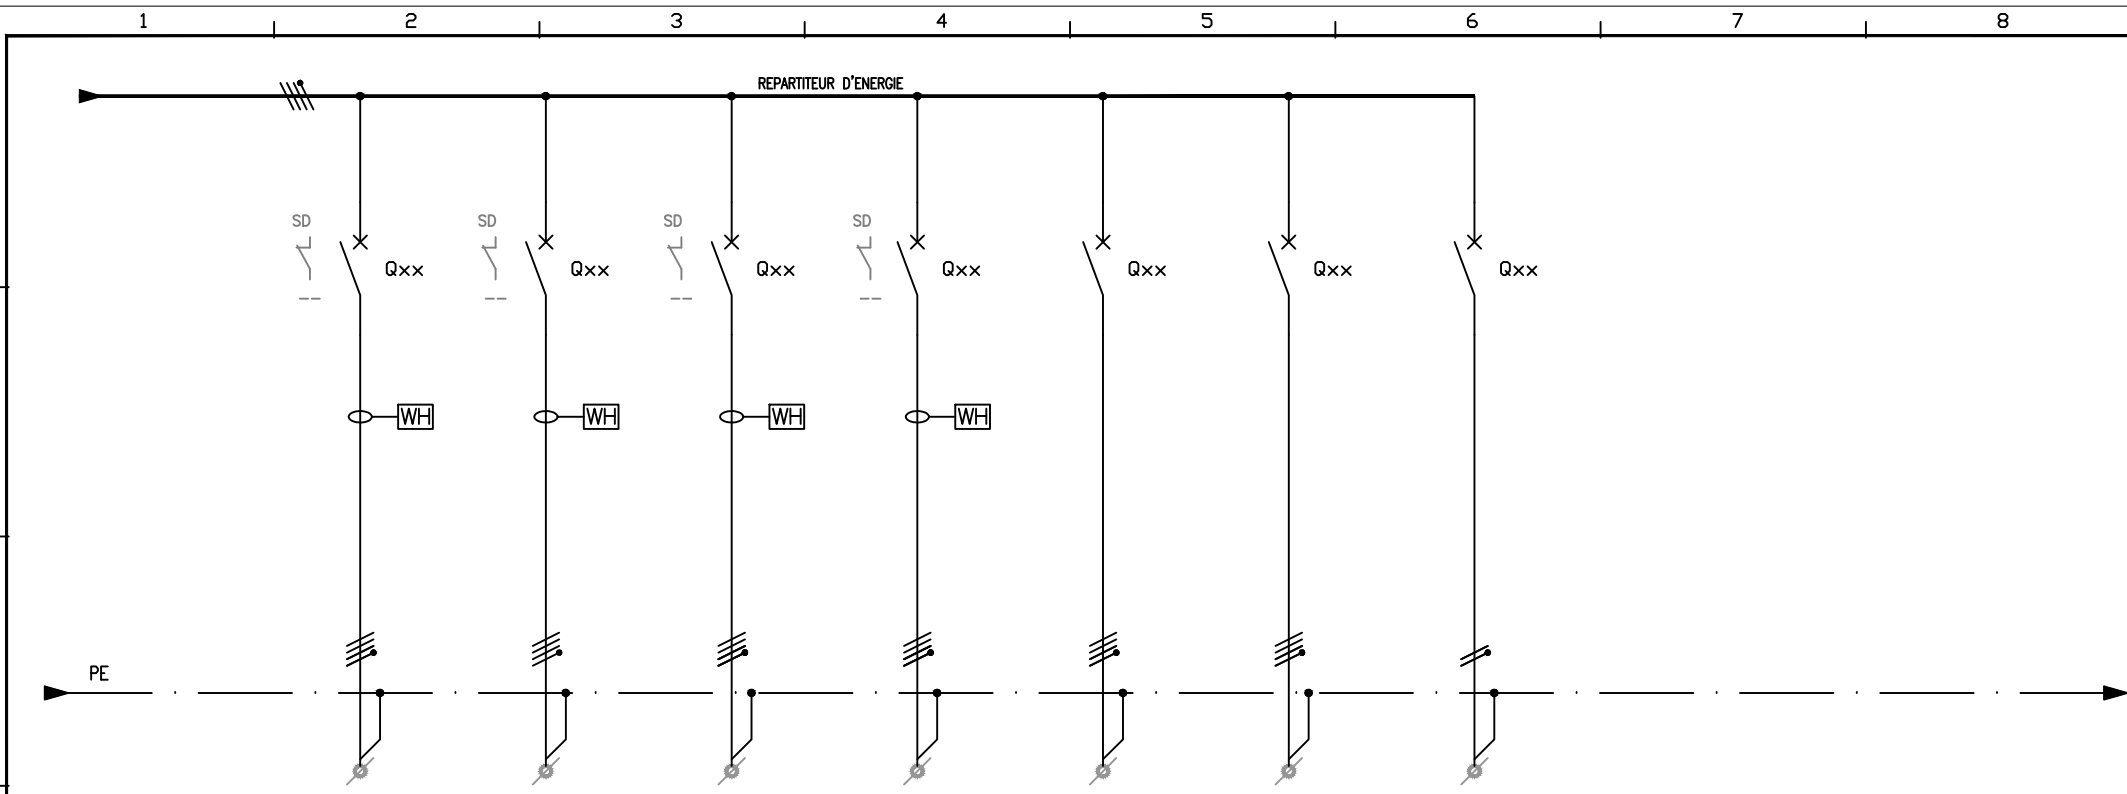 1 2 3 4 5 6 7 8
REPARTITEUR D'ENERGIE
SD SD SD SD
Qxx Qxx Qxx Qxx Qxx Qxx Qxx
WH WH WH WH
PE